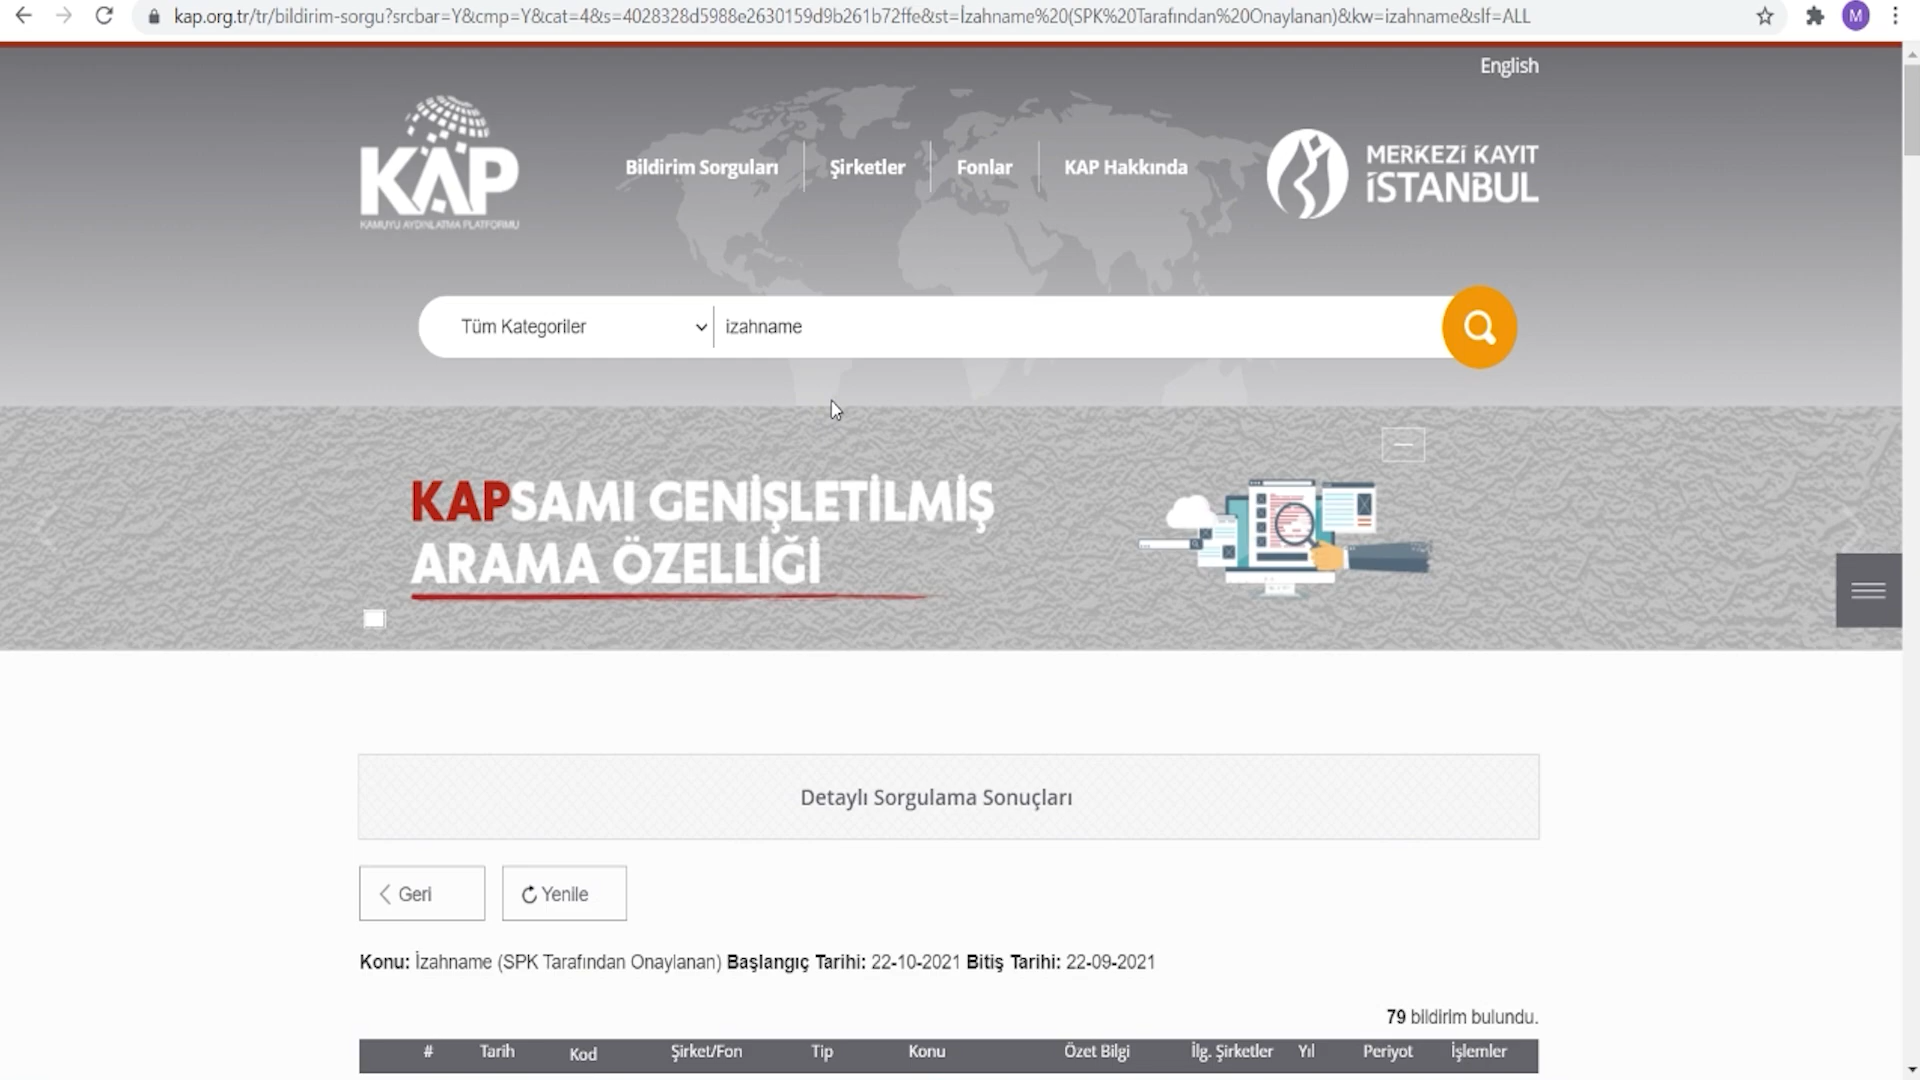 kap.org.tr/tr/bildirim-sorgu?srcbar=Y&cmp=Y&cat=4&s=4028328d5988e2630159d9b261b72ffe&st=İzahname%20(SPK%20Tarafından%20Onaylanan)&kw=izahname&slf=ALL
M
English
KAP
KAMUYU AYDINLATMA PLATFORMU
Bildirim Sorguları
Şirketler
Fonlar
KAP Hakkında
MERKEZİ KAYIT
İSTANBUL
Tüm Kategoriler
izahname
KAPSAMI GENİŞLETİLMİŞ
ARAMA ÖZELLİĞİ
Detaylı Sorgulama Sonuçları
Geri
Yenile
Konu: İzahname (SPK Tarafından Onaylanan) Başlangıç Tarihi: 22-10-2021 Bitiş Tarihi: 22-09-2021
79 bildirim bulundu.
# Tarih Kod Şirket/Fon Tip Konu Özet Bilgi İlg. Şirketler Yıl Periyot İşlemler